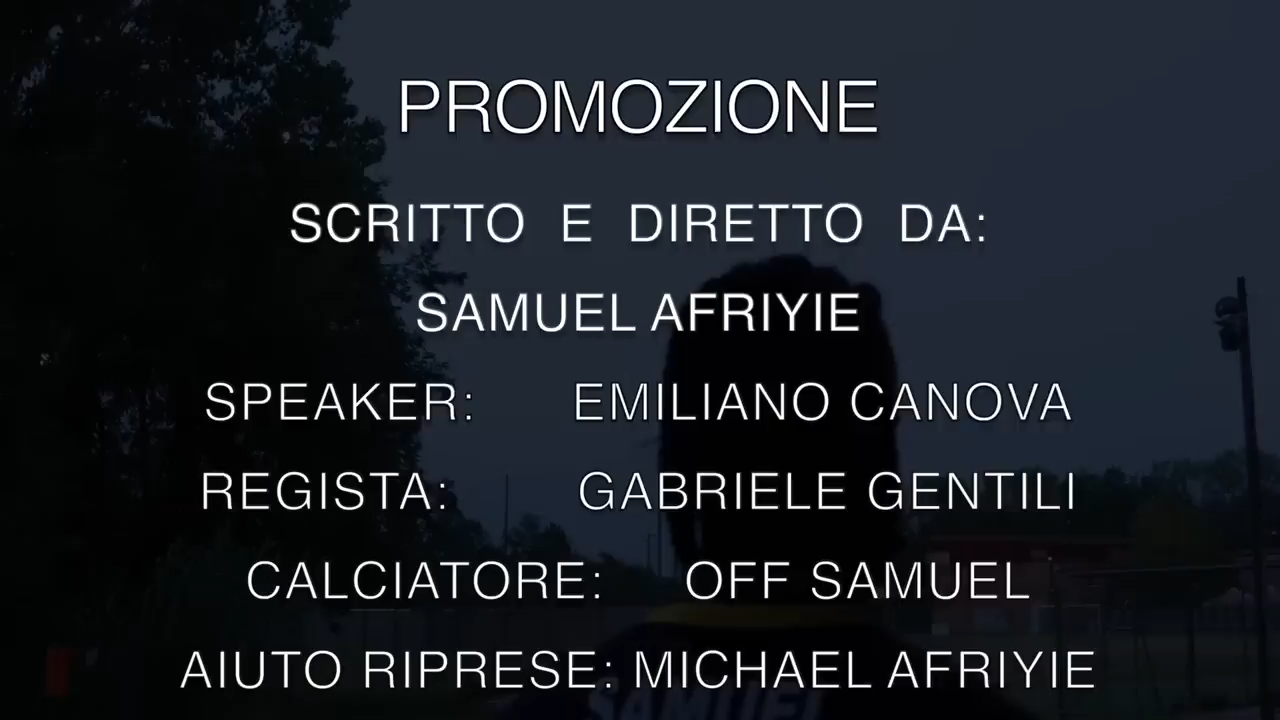 PROMOZIONE
SCRITTO E DIRETTO DA:
SAMUEL AFRIYIE
SPEAKER: EMILIANO CANOVA
REGISTA: GABRIELE GENTILI
CALCIATORE: OFF SAMUEL
AIUTO RIPRESE: MICHAEL AFRIYIE
SAMUEL